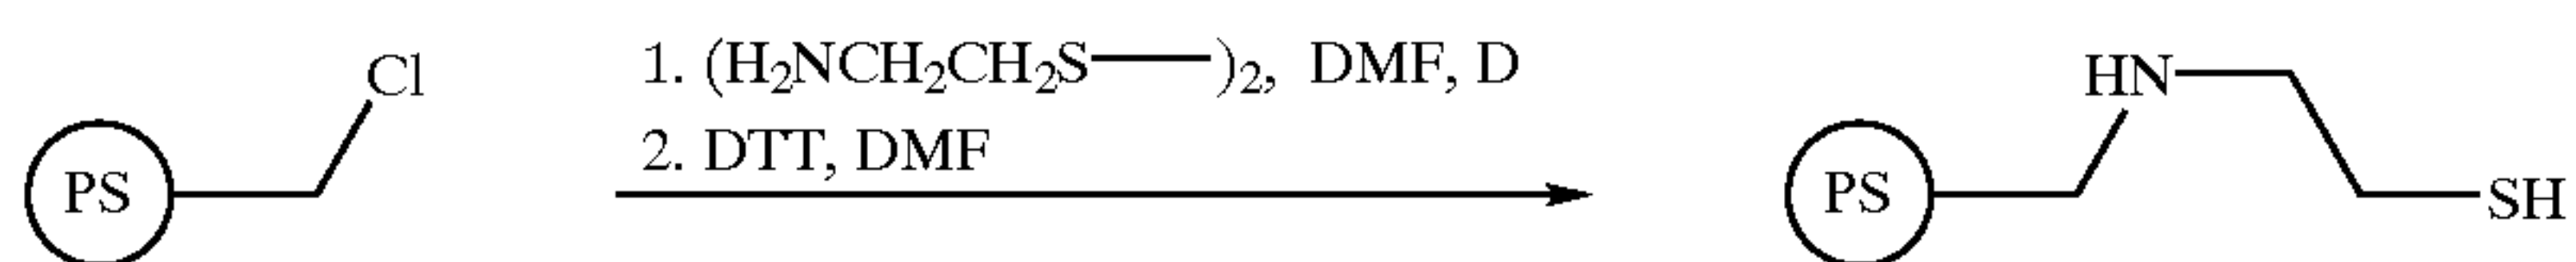 Cl
1. (H₂NCH₂CH₂S—)₂, DMF, D
2. DTT, DMF
PS
HN
PS
SH